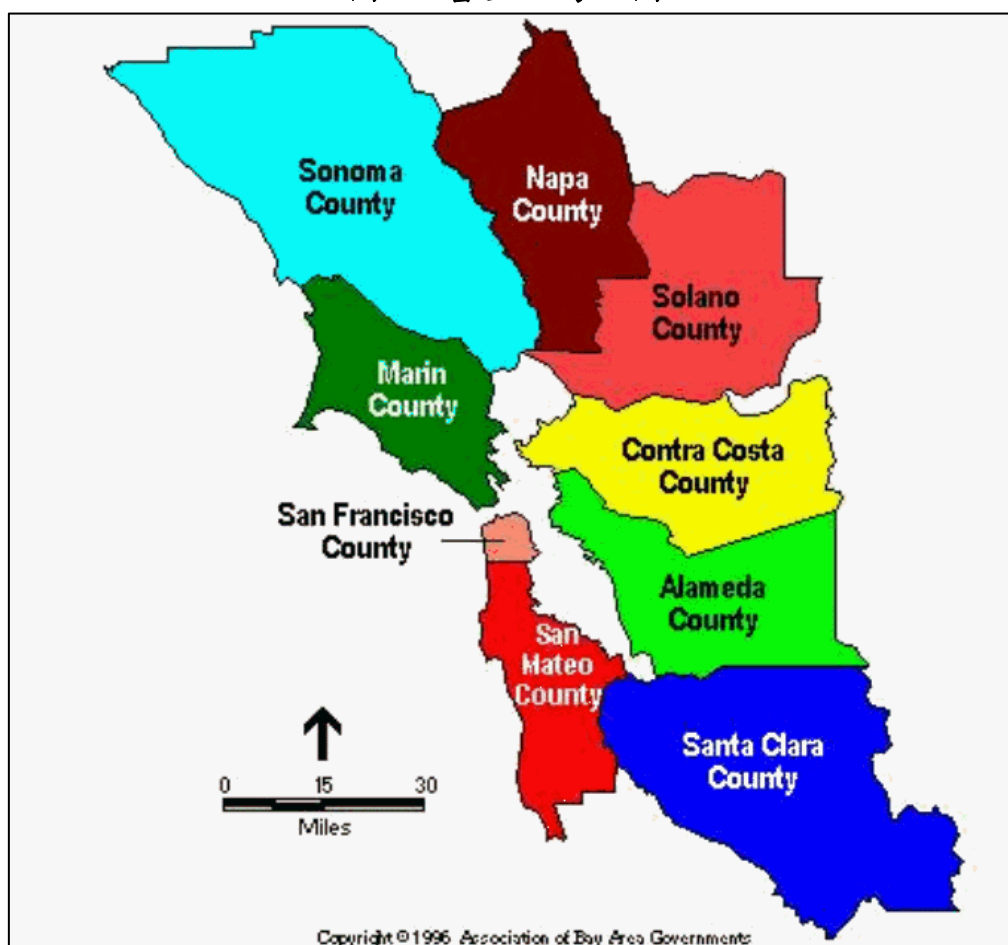 Sonoma
County
Napa
County
Solano
County
Marin
County
Contra Costa
County
San Francisco
County
Alameda
County
San
Mateo
County
Santa Clara
County
0 15 30
Miles
Copyright © 1996 Association of Bay Area Governments